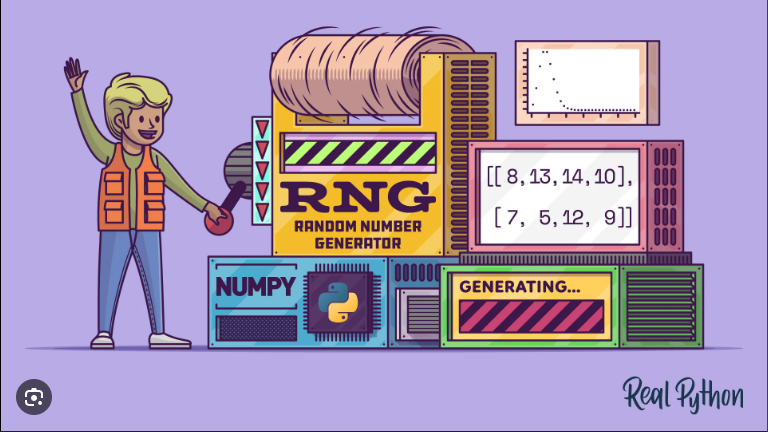 RNG
RANDOM NUMBER
GENERATOR
[[ 8, 13, 14, 10],
[ 7, 5, 12, 9]]
NUMPY
GENERATING...
Real Python